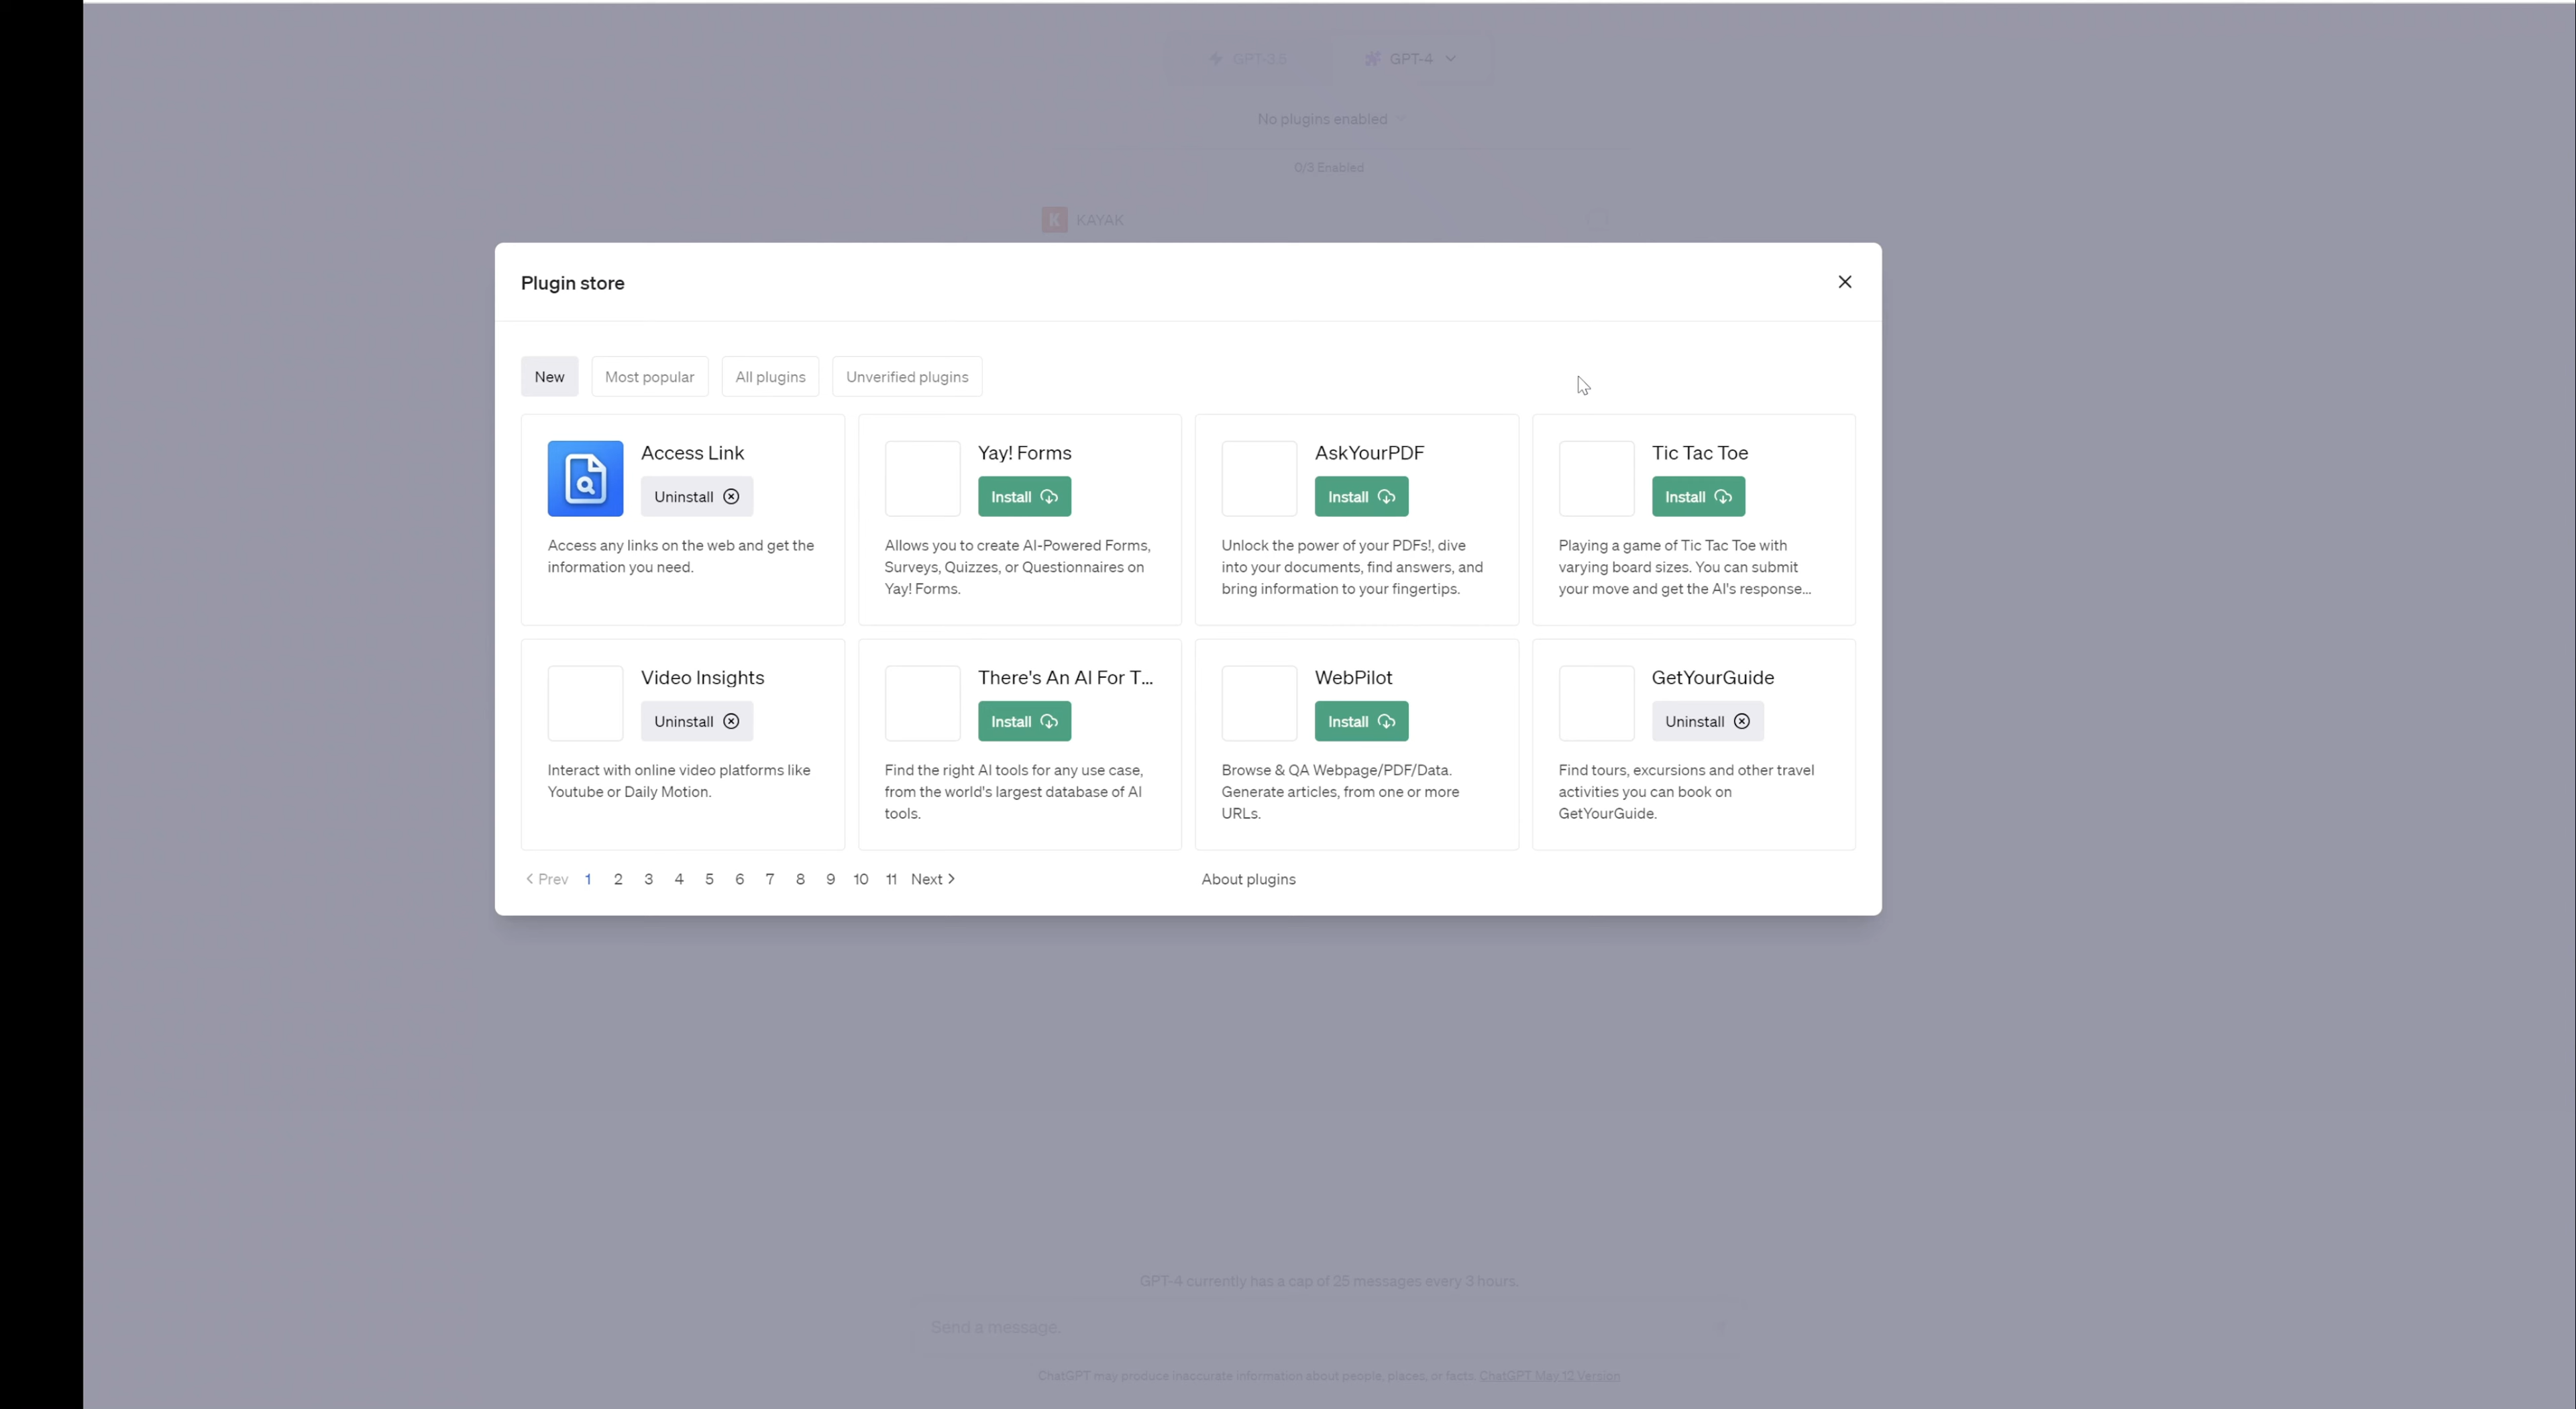 GPT-3.5
GPT-4
No plugins enabled
0/3 Enabled
K KAYAK
Plugin store
New
Most popular
All plugins
Unverified plugins
Access Link
Uninstall
Access any links on the web and get the
information you need.
Yay! Forms
Install
Allows you to create AI-Powered Forms,
Surveys, Quizzes, or Questionnaires on
Yay! Forms.
AskYourPDF
Install
Unlock the power of your PDFs!, dive
into your documents, find answers, and
bring information to your fingertips.
Tic Tac Toe
Install
Playing a game of Tic Tac Toe with
varying board sizes. You can submit
your move and get the AI's response...
Video Insights
Uninstall
Interact with online video platforms like
Youtube or Daily Motion.
There's An AI For T...
Install
Find the right AI tools for any use case,
from the world's largest database of AI
tools.
WebPilot
Install
Browse & QA Webpage/PDF/Data.
Generate articles, from one or more
URLs.
GetYourGuide
Uninstall
Find tours, excursions and other travel
activities you can book on
GetYourGuide.
Prev 1 2 3 4 5 6 7 8 9 10 11 Next
About plugins
GPT-4 currently has a cap of 25 messages every 3 hours.
Send a message.
ChatGPT may produce inaccurate information about people, places, or facts. ChatGPT May 12 Version